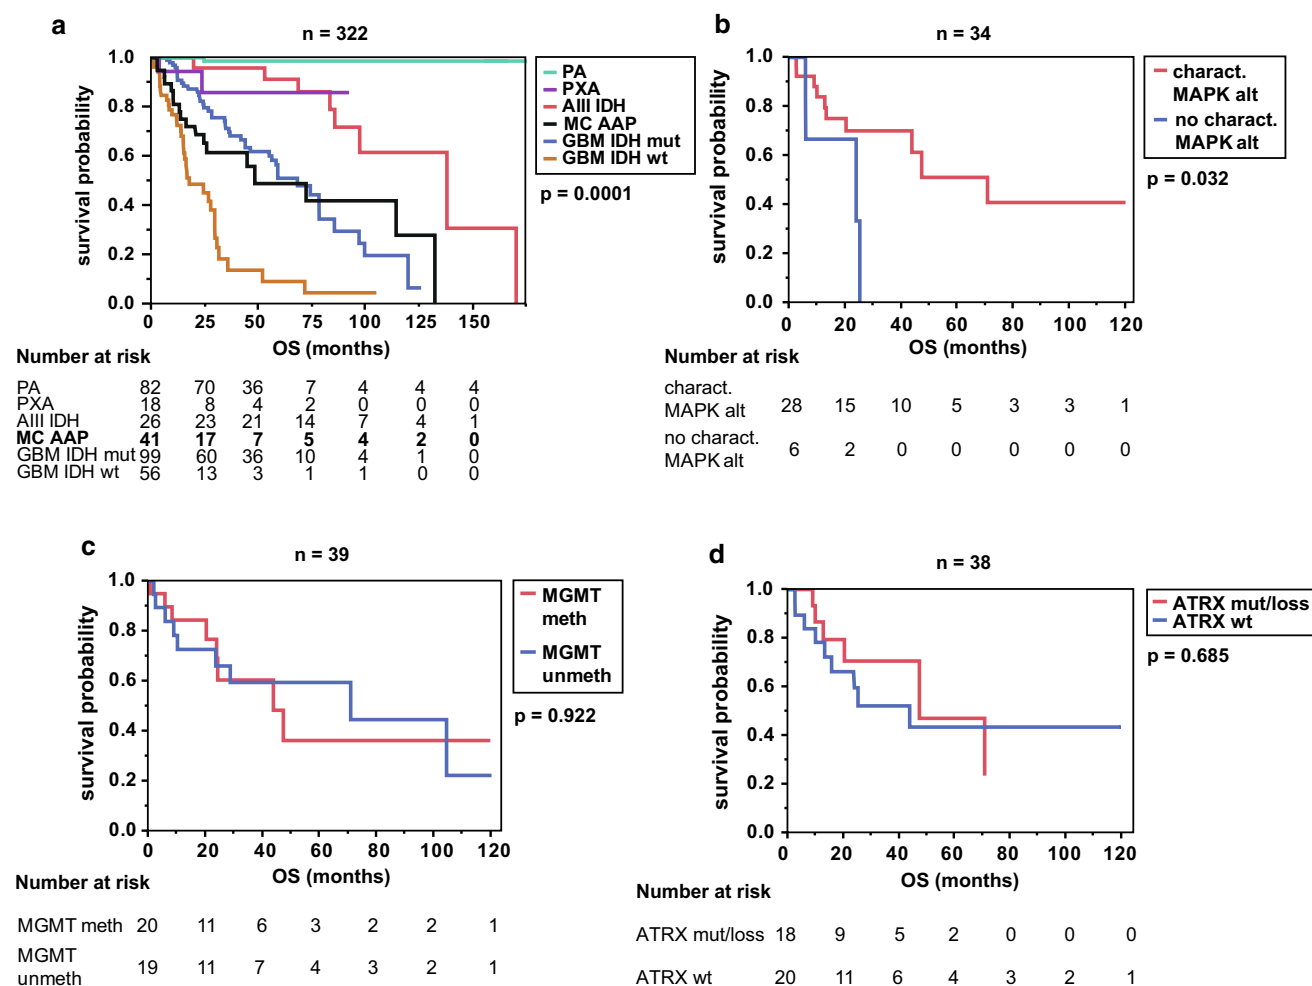 a
n = 322
1.0
0.8
0.6
0.4
0.2
0.0
survival probability
0 25 50 75 100 125 150
OS (months)
PA
PXA
AIII IDH
MC AAP
GBM IDH mut
GBM IDH wt
p = 0.0001
Number at risk
PA 82 70 36 7 4 4 4
PXA 18 8 4 2 0 0 0
AIII IDH 26 23 21 14 7 4 1
MC AAP 41 17 7 5 4 2 0
GBM IDH mut 99 60 36 10 4 1 0
GBM IDH wt 56 13 3 1 1 0 0
b
n = 34
1.0
0.8
0.6
0.4
0.2
0.0
survival probability
0 20 40 60 80 100 120
OS (months)
charact.
MAPK alt
no charact.
MAPK alt
p = 0.032
Number at risk
charact.
MAPK alt 28 15 10 5 3 3 1
no charact.
MAPK alt 6 2 0 0 0 0 0
c
n = 39
1.0
0.8
0.6
0.4
0.2
0.0
survival probability
0 20 40 60 80 100 120
OS (months)
MGMT
meth
MGMT
unmeth
p = 0.922
Number at risk
MGMT meth 20 11 6 3 2 2 1
MGMT
unmeth 19 11 7 4 3 2 1
d
n = 38
1.0
0.8
0.6
0.4
0.2
0.0
survival probability
0 20 40 60 80 100 120
OS (months)
ATRX mut/loss
ATRX wt
p = 0.685
Number at risk
ATRX mut/loss 18 9 5 2 0 0 0
ATRX wt 20 11 6 4 3 2 1